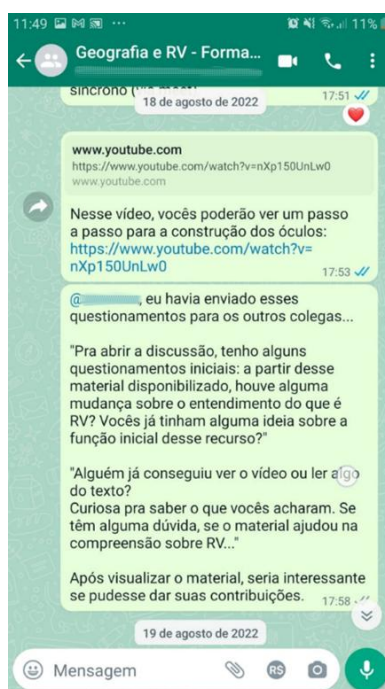 11:49 11%
Geografia e RV - Forma...
síncrono
17:51
18 de agosto de 2022
www.youtube.com
https://www.youtube.com/watch?v=nXp150UnLw0
www.youtube.com
Nesse vídeo, vocês poderão ver um passo
a passo para a construção dos óculos:
https://www.youtube.com/watch?v=
nXp150UnLw0
17:53
@ , eu havia enviado esses
questionamentos para os outros colegas...
"Pra abrir a discussão, tenho alguns
questionamentos iniciais: a partir desse
material disponibilizado, houve alguma
mudança sobre o entendimento do que é
RV? Vocês já tinham alguma ideia sobre a
função inicial desse recurso?"
"Alguém já conseguiu ver o vídeo ou ler algo
do texto?
Curiosa pra saber o que vocês acharam. Se
têm alguma dúvida, se o material ajudou na
compreensão sobre RV..."
Após visualizar o material, seria interessante
se pudesse dar suas contribuições.
17:58
19 de agosto de 2022
Mensagem
R$